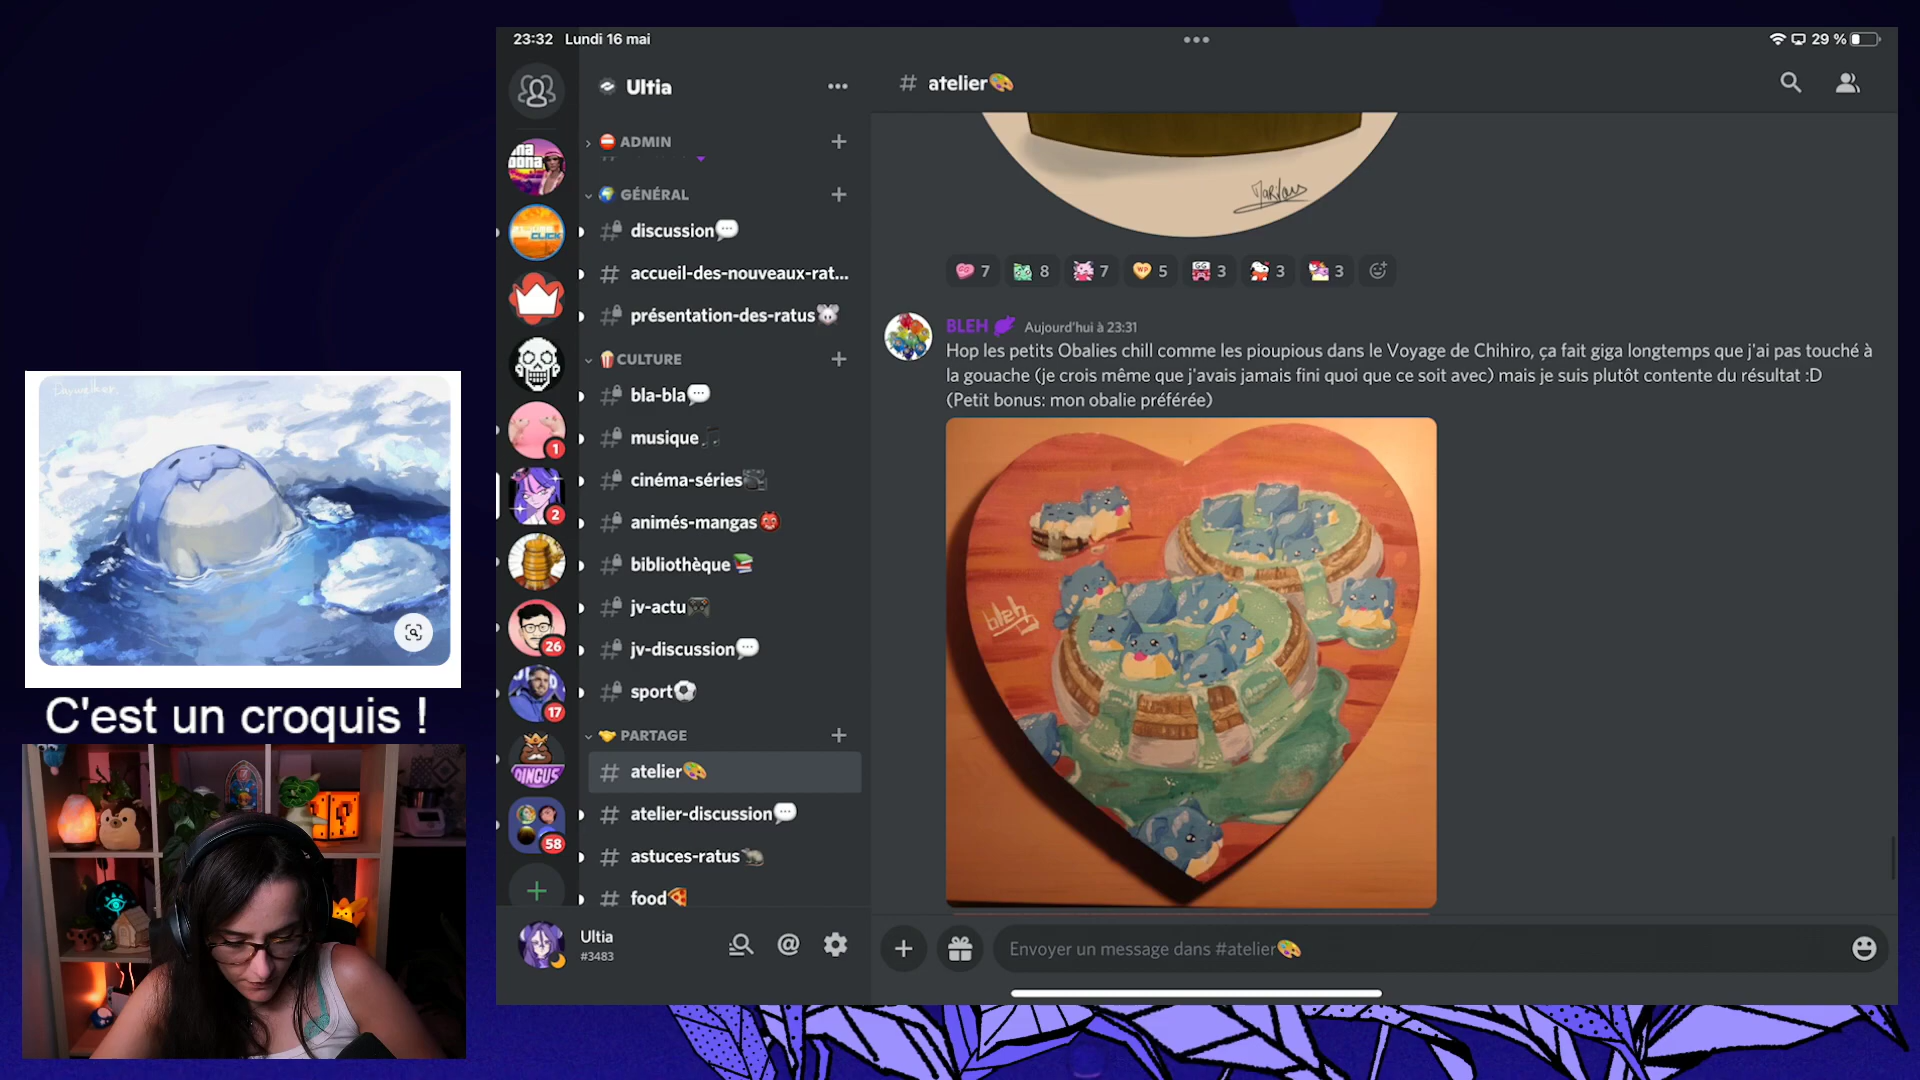 23:32 Lundi 16 mai
29 %
Ultia
ADMIN
GÉNÉRAL
discussion
accueil-des-nouveaux-rat...
présentation-des-ratus
CULTURE
bla-bla
musique
cinéma-séries
animés-mangas
bibliothèque
jv-actu
jv-discussion
sport
PARTAGE
atelier
atelier-discussion
astuces-ratus
food
Ultia
#3483
1
2
26
17
DINGUS
58
# atelier
7 8 7 5 3 3 3
BLEH Aujourd'hui à 23:31
Hop les petits Obalies chill comme les pioupious dans le Voyage de Chihiro, ça fait giga longtemps que j'ai pas touché à
la gouache (je crois même que j'avais jamais fini quoi que ce soit avec) mais je suis plutôt contente du résultat :D
(Petit bonus: mon obalie préférée)
bleh
Envoyer un message dans #atelier
C'est un croquis !